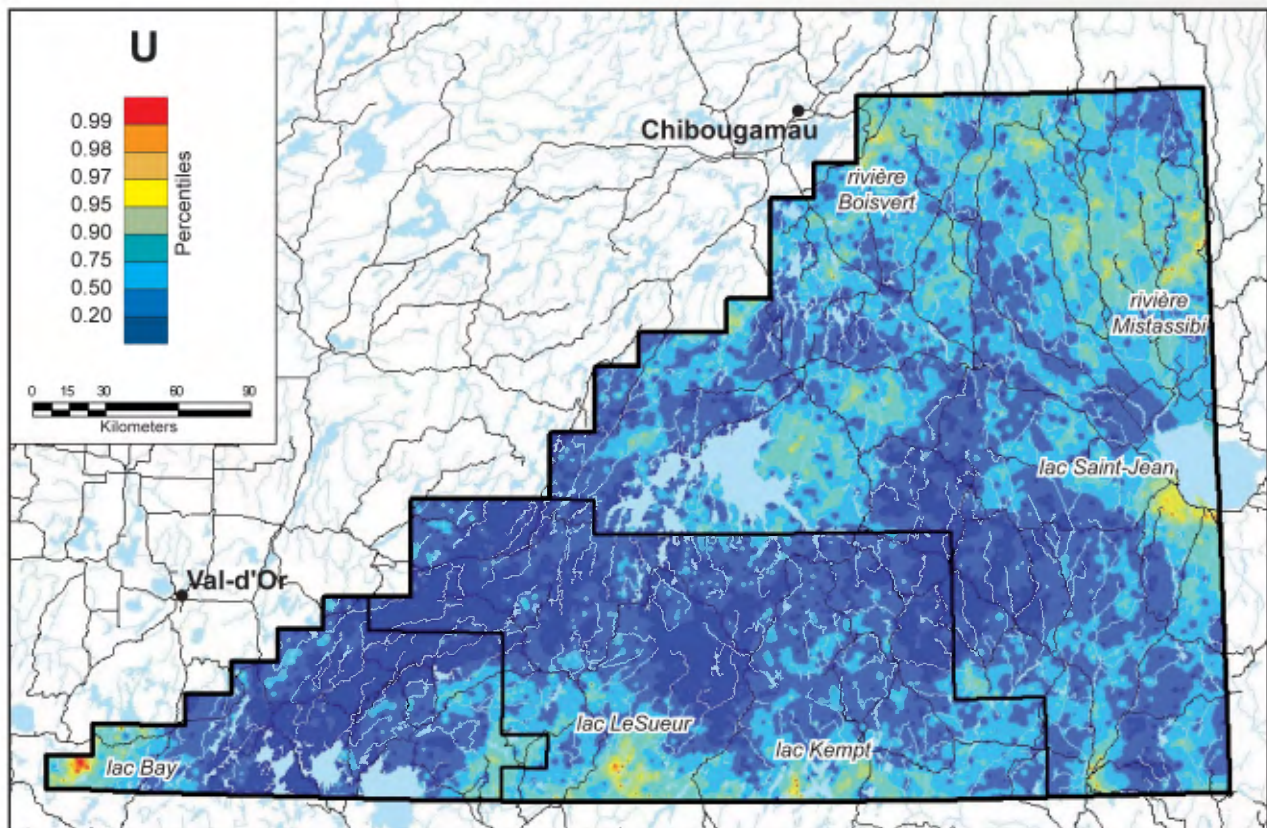 U
0.99
0.98
0.97
0.95
0.90
0.75
0.50
0.20
Percentiles
0 15 30 60 90
Kilometers
Chibougamau
rivière
Boisvert
rivière
Mistassibi
lac Saint-Jean
Val-d'Or
lac LeSueur
lac Kempt
lac Bay